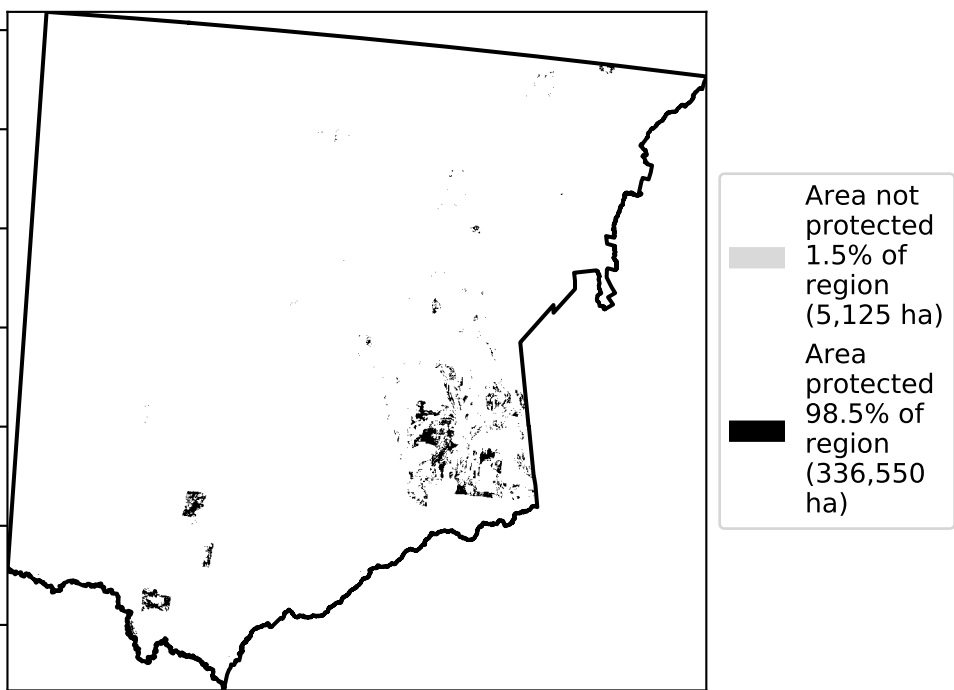 Area not
protected
1.5% of
region
(5,125 ha)
Area
protected
98.5% of
region
(336,550
ha)